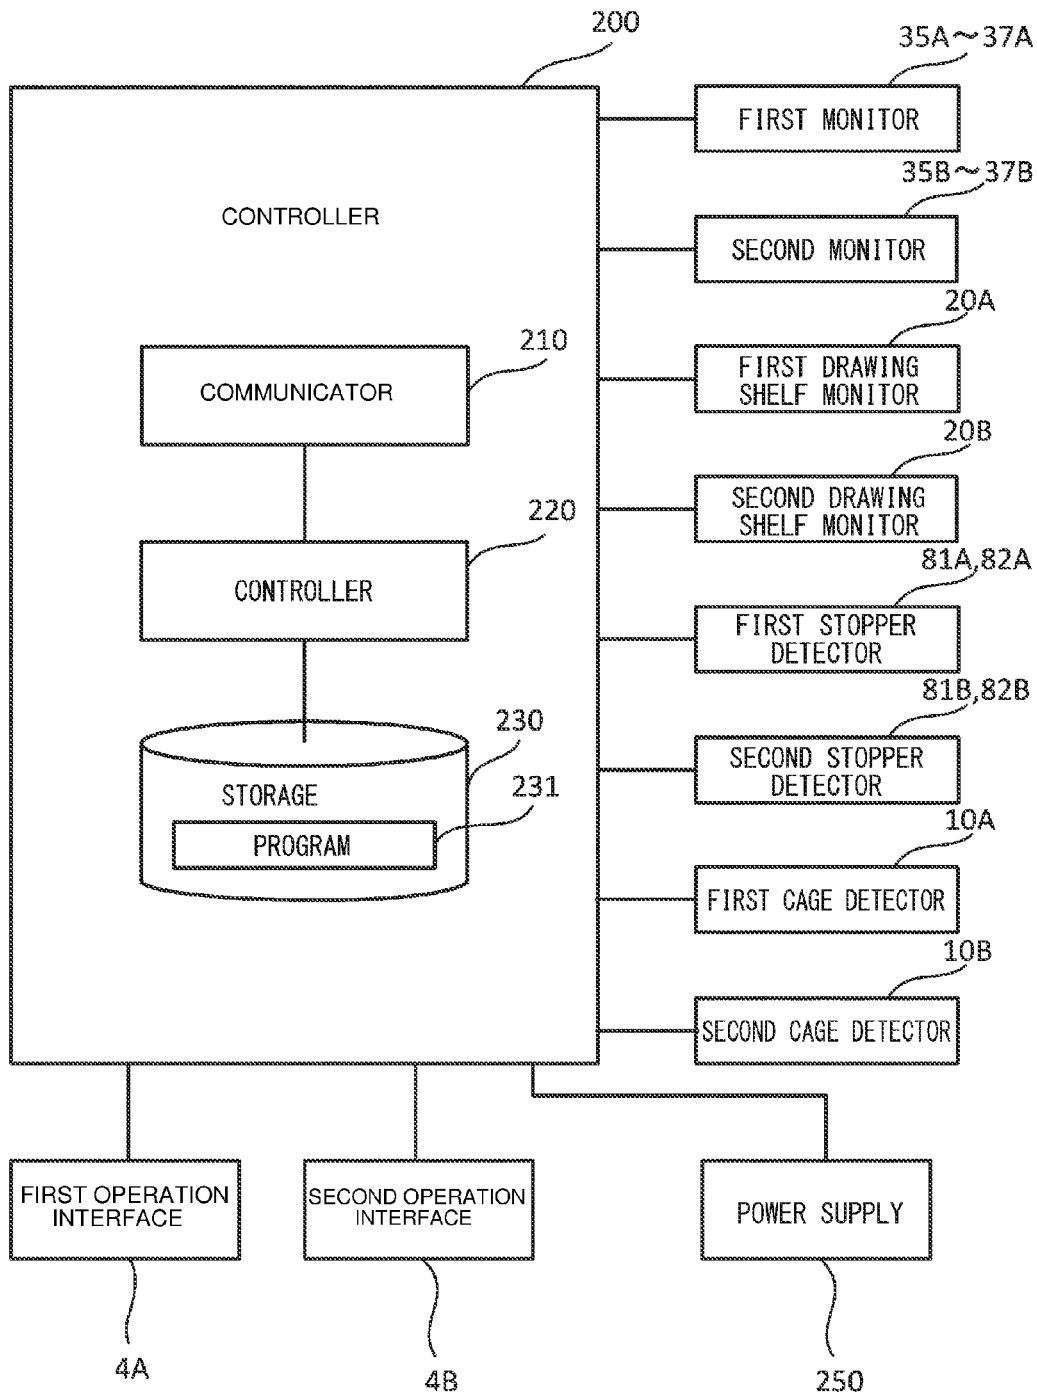 200
35A～37A
FIRST MONITOR
35B～37B
CONTROLLER
SECOND MONITOR
20A
210
FIRST DRAWING
SHELF MONITOR
COMMUNICATOR
20B
220
SECOND DRAWING
SHELF MONITOR
81A,82A
CONTROLLER
FIRST STOPPER
DETECTOR
81B,82B
230
SECOND STOPPER
DETECTOR
STORAGE
231
PROGRAM
10A
FIRST CAGE DETECTOR
10B
SECOND CAGE DETECTOR
FIRST OPERATION
INTERFACE
SECOND OPERATION
INTERFACE
POWER SUPPLY
4A
4B
250